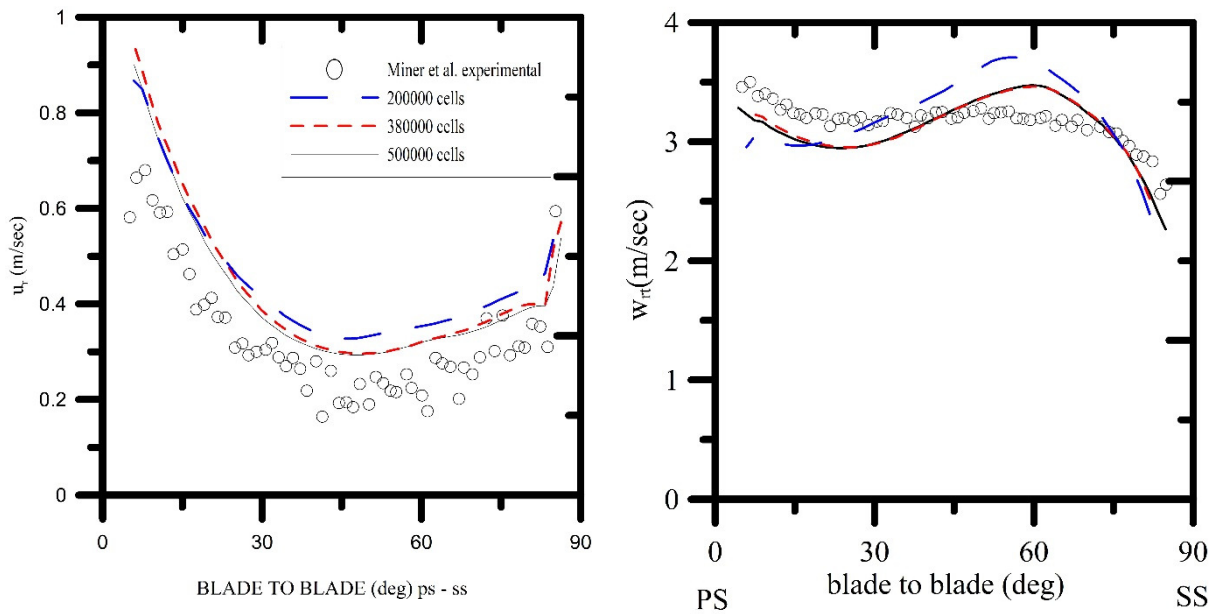 1
0.8
0.6
0.4
0.2
0
u_r (m/sec)
Miner et al. experimental
200000 cells
380000 cells
500000 cells
0
30
60
90
BLADE TO BLADE (deg) ps - ss
4
3
2
1
0
w_rt(m/sec)
0
30
60
90
PS
blade to blade (deg)
SS